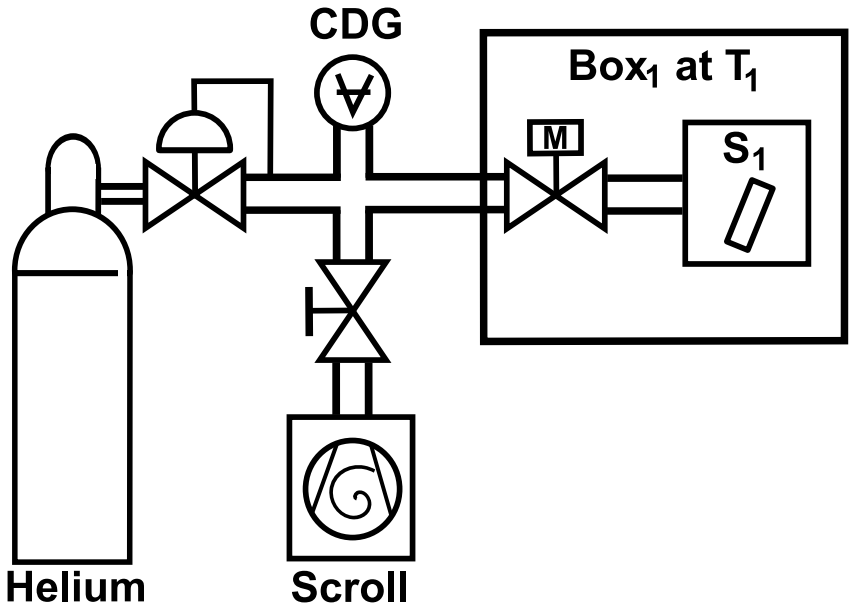 CDG
Box₁ at T₁
M
S₁
Helium
Scroll